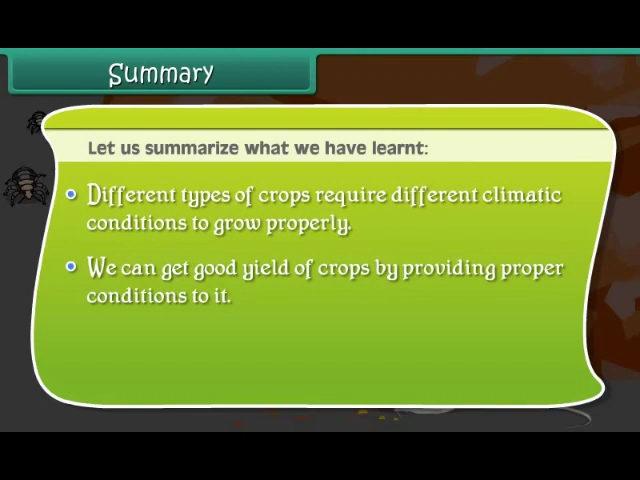 Summary
Let us summarize what we have learnt:
Different types of crops require different climatic
conditions to grow properly.
We can get good yield of crops by providing proper
conditions to it.